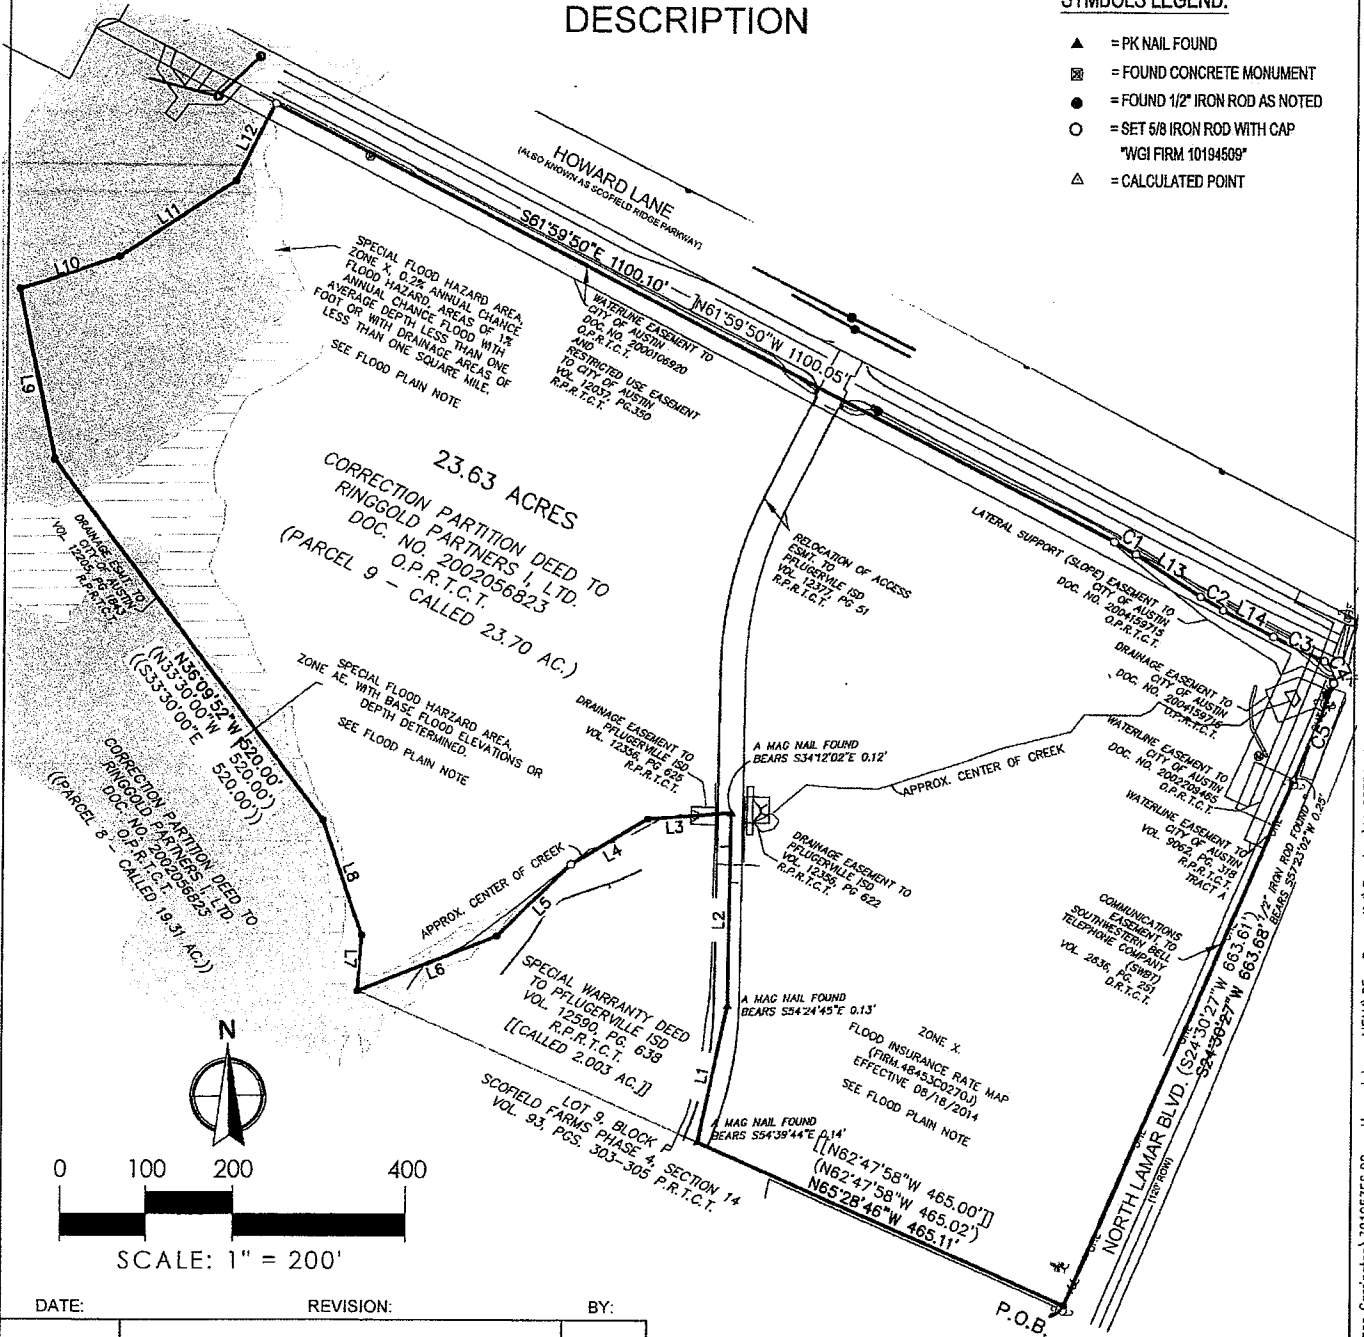 DESCRIPTION
SYMBOLS LEGEND:
= PK NAIL FOUND
= FOUND CONCRETE MONUMENT
= FOUND 1/2" IRON ROD AS NOTED
= SET 5/8 IRON ROD WITH CAP
"WGI FIRM 10194509"
= CALCULATED POINT
HOWARD LANE
(ALSO KNOWN AS SCOFIELD RIDGE PARKWAY)
S61°59'50"E 1100.10'
N61°59'50"W 1100.05'
L12
L11
L10
L9
SPECIAL FLOOD HAZARD AREA,
ZONE X, 0.2% ANNUAL CHANCE
FLOOD HAZARD, AREAS OF 1%
ANNUAL CHANCE FLOOD WITH
AVERAGE DEPTH LESS THAN ONE
FOOT OR WITH DRAINAGE AREAS OF
LESS THAN ONE SQUARE MILE.
SEE FLOOD PLAIN NOTE
WATERLINE EASEMENT TO
CITY OF AUSTIN
DOC. NO. 2000106920
O.P.R.T.C.T.
AND
RESTRICTED USE EASEMENT
TO CITY OF AUSTIN
VOL. 12037, PG.350
R.P.R.T.C.T.
23.63 ACRES
CORRECTION PARTITION DEED TO
RINGGOLD PARTNERS I, LTD.
DOC. NO. 2002056823
O.P.R.T.C.T.
(PARCEL 9 - CALLED 23.70 AC.)
RELOCATION OF ACCESS
ESMT. TO
PFLUGERVILE ISD
VOL. 12377, PG 51
R.P.R.T.C.T.
LATERAL SUPPORT (SLOPE) EASEMENT TO
CITY OF AUSTIN
DOC. NO. 2004159715
O.P.R.T.C.T.
C1
L13
C2
L14
C3
C4
C5
DRAINAGE EASEMENT TO
CITY OF AUSTIN
DOC. NO. 2004159716
O.P.R.T.C.T.
WATERLINE EASEMENT TO
CITY OF AUSTIN
DOC. NO. 2002209465
O.P.R.T.C.T.
WATERLINE EASEMENT TO
CITY OF AUSTIN
VOL. 9062, PG. 318
R.P.R.T.C.T.
TRACT A
COMMUNICATIONS
EASEMENT TO
SOUTHWESTERN BELL
TELEPHONE COMPANY
(SWBT)
VOL. 2636, PG. 251
D.R.T.C.T.
DRAINAGE ESMT TO
CITY OF AUSTIN
VOL. 12205, PG.1843
R.P.R.T.C.T.
N36°09'52"W 520.00'
(N33°30'00"W 520.00')
((S33°30'00"E 520.00'))
SPECIAL FLOOD HARZARD AREA,
ZONE AE, WITH BASE FLOOD ELEVATIONS OR
DEPTH DETERMINED.
SEE FLOOD PLAIN NOTE
DRAINAGE EASEMENT TO
PFLUGERVILLE ISD
VOL. 12356, PG 625
R.P.R.T.C.T.
A MAG NAIL FOUND
BEARS S34°12'02"E 0.12'
APPROX. CENTER OF CREEK
DRAINAGE EASEMENT TO
PFLUGERVILLE ISD
VOL. 12356, PG 622
R.P.R.T.C.T.
CORRECTION PARTITION DEED TO
RINGGOLD PARTNERS I, LTD.
DOC. NO. 2002056823
O.P.R.T.C.T.
((PARCEL 8 - CALLED 19.31 AC.))
L3
L4
L5
L6
L7
L8
APPROX. CENTER OF CREEK
L2
L1
SPECIAL WARRANTY DEED
TO PFLUGERVILLE ISD
VOL. 12590, PG. 638
R.P.R.T.C.T.
[[CALLED 2.003 AC.]]
A MAG NAIL FOUND
BEARS S54°24'45"E 0.13'
ZONE X
FLOOD INSURANCE RATE MAP
(FIRM.48453C0270J)
EFFECTIVE 08/18/2014
SEE FLOOD PLAIN NOTE
A MAG NAIL FOUND
BEARS S54°39'44"E 0.14'
LOT 9, BLOCK P
SCOFIELD FARMS PHASE 4, SECTION 14
VOL. 93, PGS. 303-305 P.R.T.C.T.
[[N62°47'58"W 465.00']]
(N62°47'58"W 465.02')
N65°28'46"W 465.11'
NORTH LAMAR BLVD.
(120' ROW)
(S24°30'27"W 663.61')
S24°30'27"W 663.68'
1/2" IRON ROD FOUND
BEARS S57°23'02"W 0.25'
OHE
OHE
OHE
OHE
P.O.B.
N
0 100 200 400
SCALE: 1" = 200'
DATE: REVISION: BY: